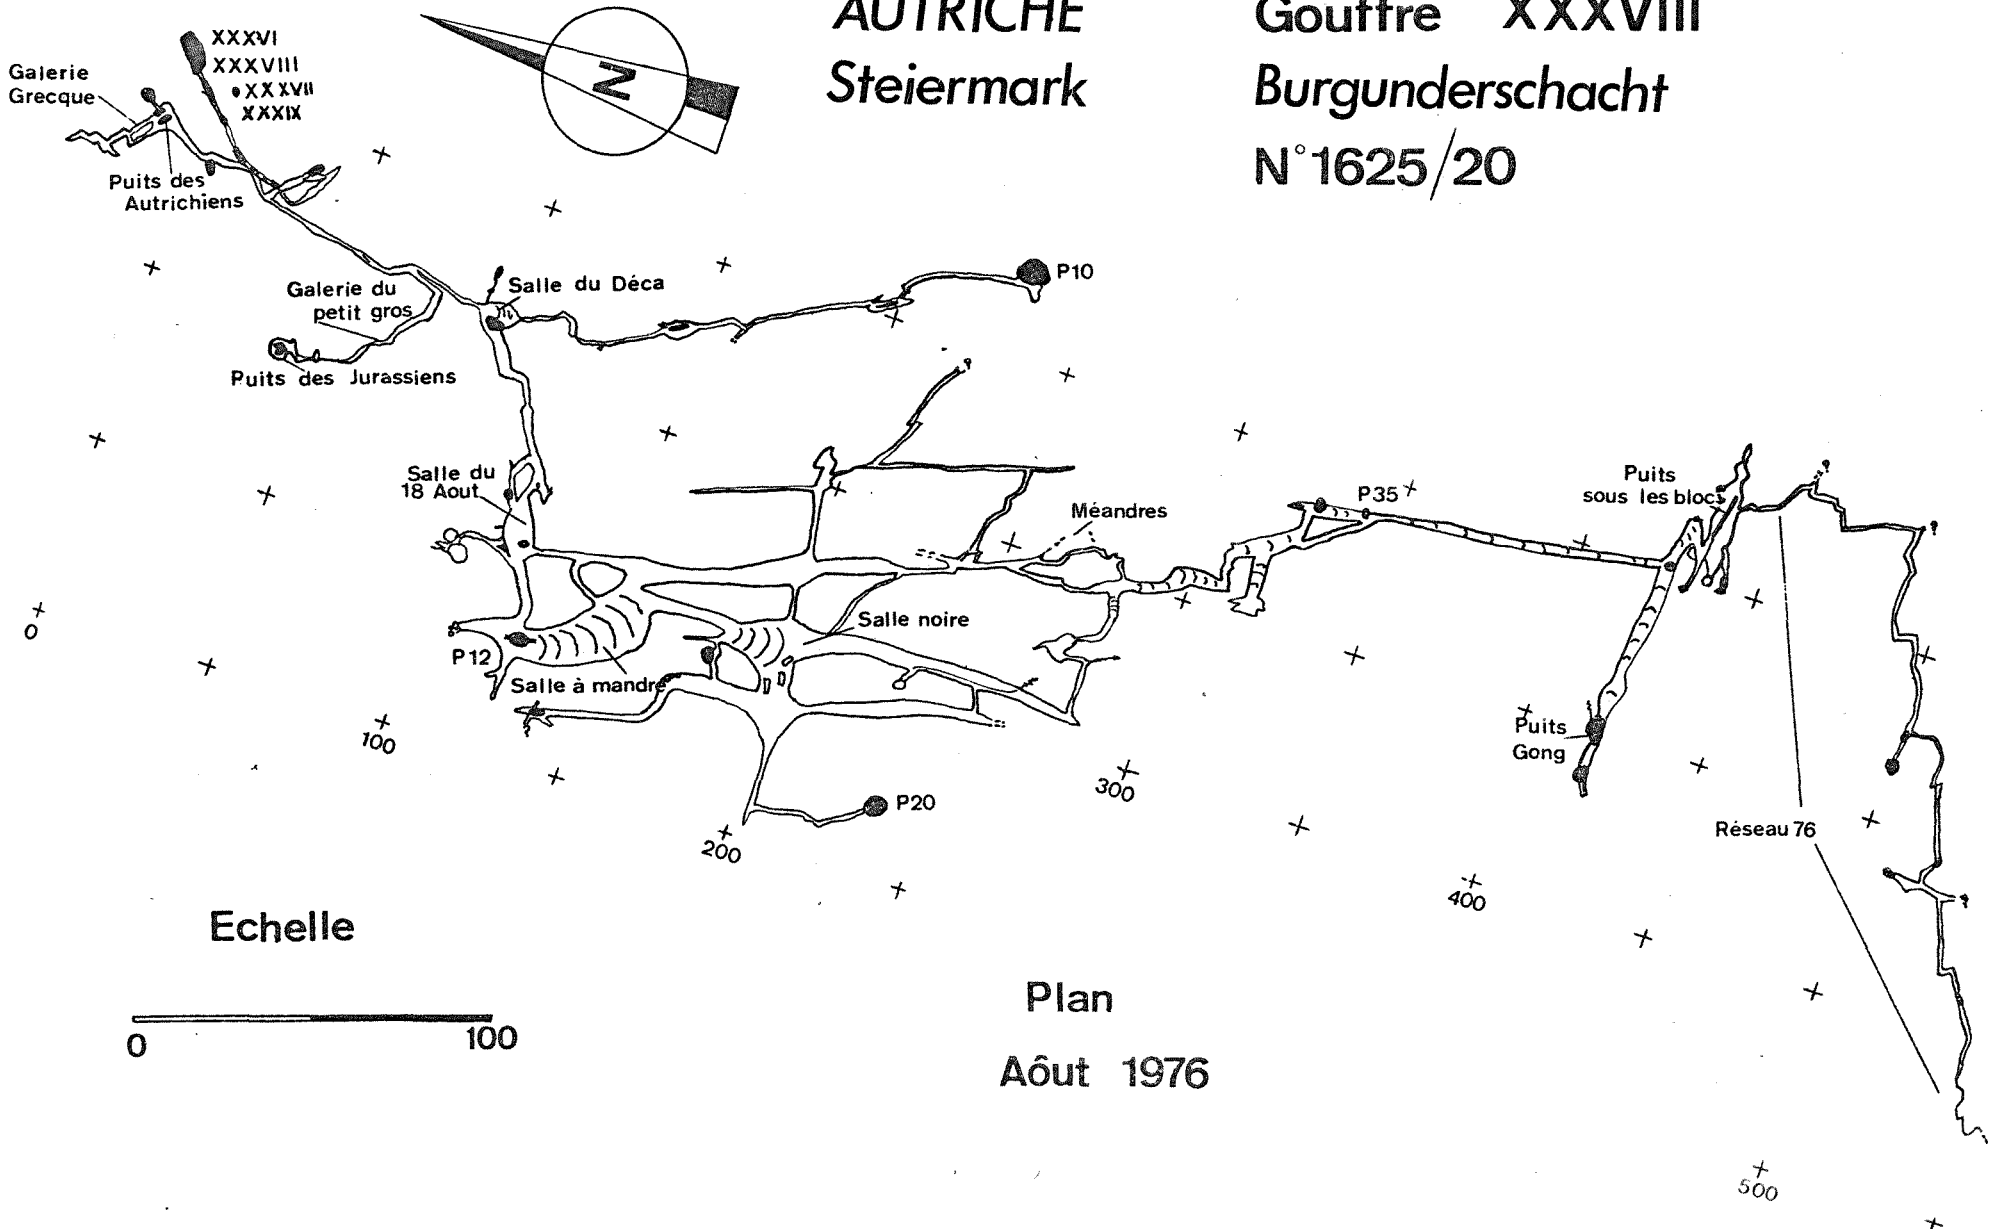 AUTRICHE
Steiermark
Gouffre XXXVIII
Burgunderschacht
N°1625/20
XXXVI
XXXVIII
XXXVII
XXXIX
Galerie
Grecque
N
Puits des
Autrichiens
Galerie du
petit gros
Salle du Déca
P10
Puits des Jurassiens
Salle du
18 Aout
Méandres
P35
Puits
sous les blocs
Salle noire
P12
Salle à mandre
Puits
Gong
P20
Réseau 76
0
100
200
300
400
500
Echelle
0
100
Plan
Aôut 1976